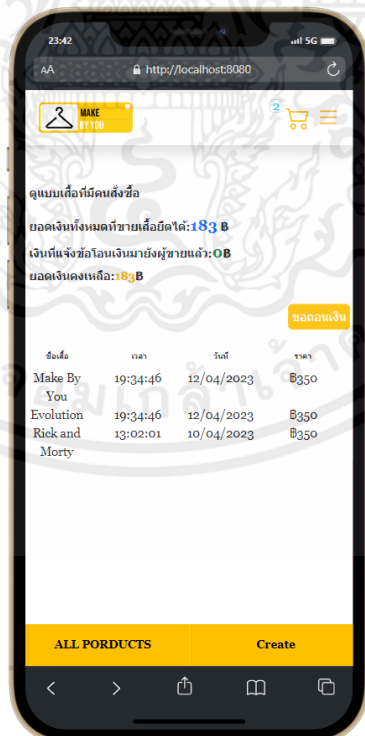 23:42
5G
AA
http://localhost:8080
MAKE
BY YOU
2
ดูแบบเสื้อที่มีคนสั่งซื้อ
ยอดเงินทั้งหมดที่ขายเสื้อยืดได้:183 ฿
เงินที่แจ้งขอโอนเงินมายังผู้ขายแล้ว:0฿
ยอดเงินคงเหลือ:183฿
ขอถอนเงิน
ชื่อเสื้อ เวลา วันที่ ราคา
Make By You 19:34:46 12/04/2023 ฿350
Evolution 19:34:46 12/04/2023 ฿350
Rick and Morty 13:02:01 10/04/2023 ฿350
ALL PORDUCTS Create